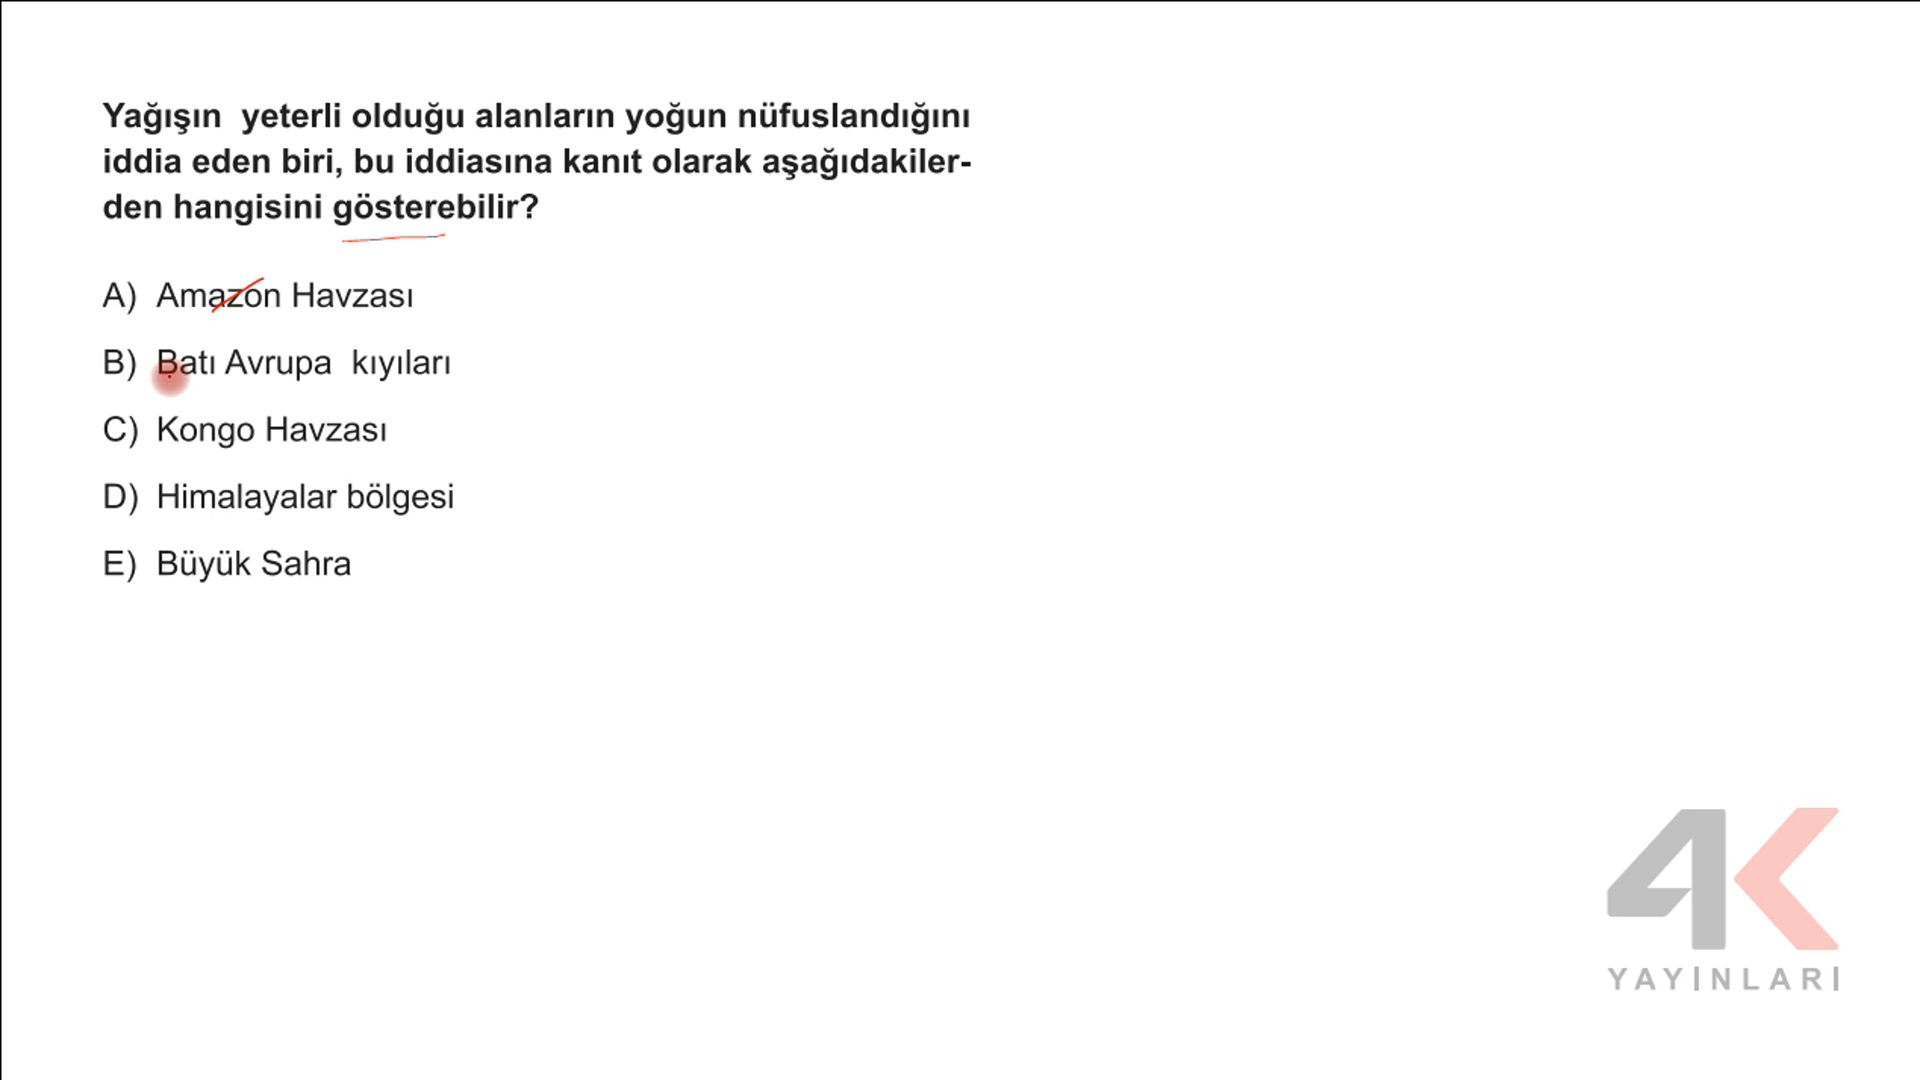 Yağışın yeterli olduğu alanların yoğun nüfuslandığını
iddia eden biri, bu iddiasına kanıt olarak aşağıdakiler-
den hangisini gösterebilir?
A) Amazon Havzası
B) Batı Avrupa kıyıları
C) Kongo Havzası
D) Himalayalar bölgesi
E) Büyük Sahra
4K
YAYINLARI